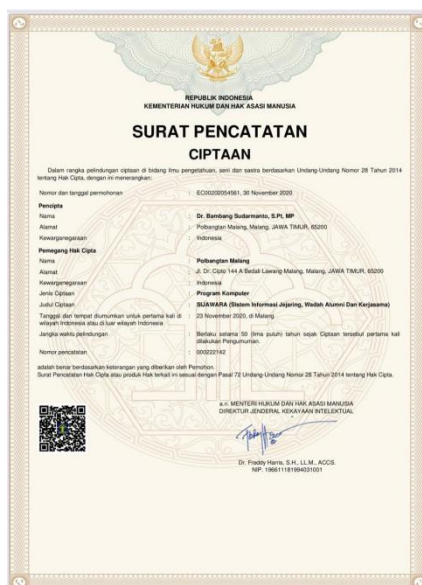 REPUBLIK INDONESIA
KEMENTERIAN HUKUM DAN HAK ASASI MANUSIA
SURAT PENCATATAN
CIPTAAN
Dalam rangka pelindungan ciptaan di bidang ilmu pengetahuan, seni dan sastra berdasarkan Undang-Undang Nomor 28 Tahun 2014
tentang Hak Cipta, dengan ini menerangkan:
Nomor dan tanggal permohonan : EC00202054561, 30 November 2020
Pencipta
Nama : Dr. Bambang Sudarmanto, S.Pt, MP
Alamat : Polbangtan Malang, Malang, JAWA TIMUR, 65200
Kewarganegaraan : Indonesia
Pemegang Hak Cipta
Nama : Polbangtan Malang
Alamat : Jl. Dr. Cipto 144 A Bedali Lawang Malang, Malang, JAWA TIMUR, 65200
Kewarganegaraan : Indonesia
Jenis Ciptaan : Program Komputer
Judul Ciptaan : SIJAWARA (Sistem Informasi Jejaring, Wadah Alumni Dan Kerjasama)
Tanggal dan tempat diumumkan untuk pertama kali di : 23 November 2020, di Malang
wilayah Indonesia atau di luar wilayah Indonesia
Jangka waktu pelindungan : Berlaku selama 50 (lima puluh) tahun sejak Ciptaan tersebut pertama kali
dilakukan Pengumuman.
Nomor pencatatan : 000222142
adalah benar berdasarkan keterangan yang diberikan oleh Pemohon.
Surat Pencatatan Hak Cipta atau produk Hak terkait ini sesuai dengan Pasal 72 Undang-Undang Nomor 28 Tahun 2014 tentang Hak Cipta.
a.n. MENTERI HUKUM DAN HAK ASASI MANUSIA
DIREKTUR JENDERAL KEKAYAAN INTELEKTUAL
Dr. Freddy Harris, S.H., LL.M., ACCS.
NIP. 196611181994031001